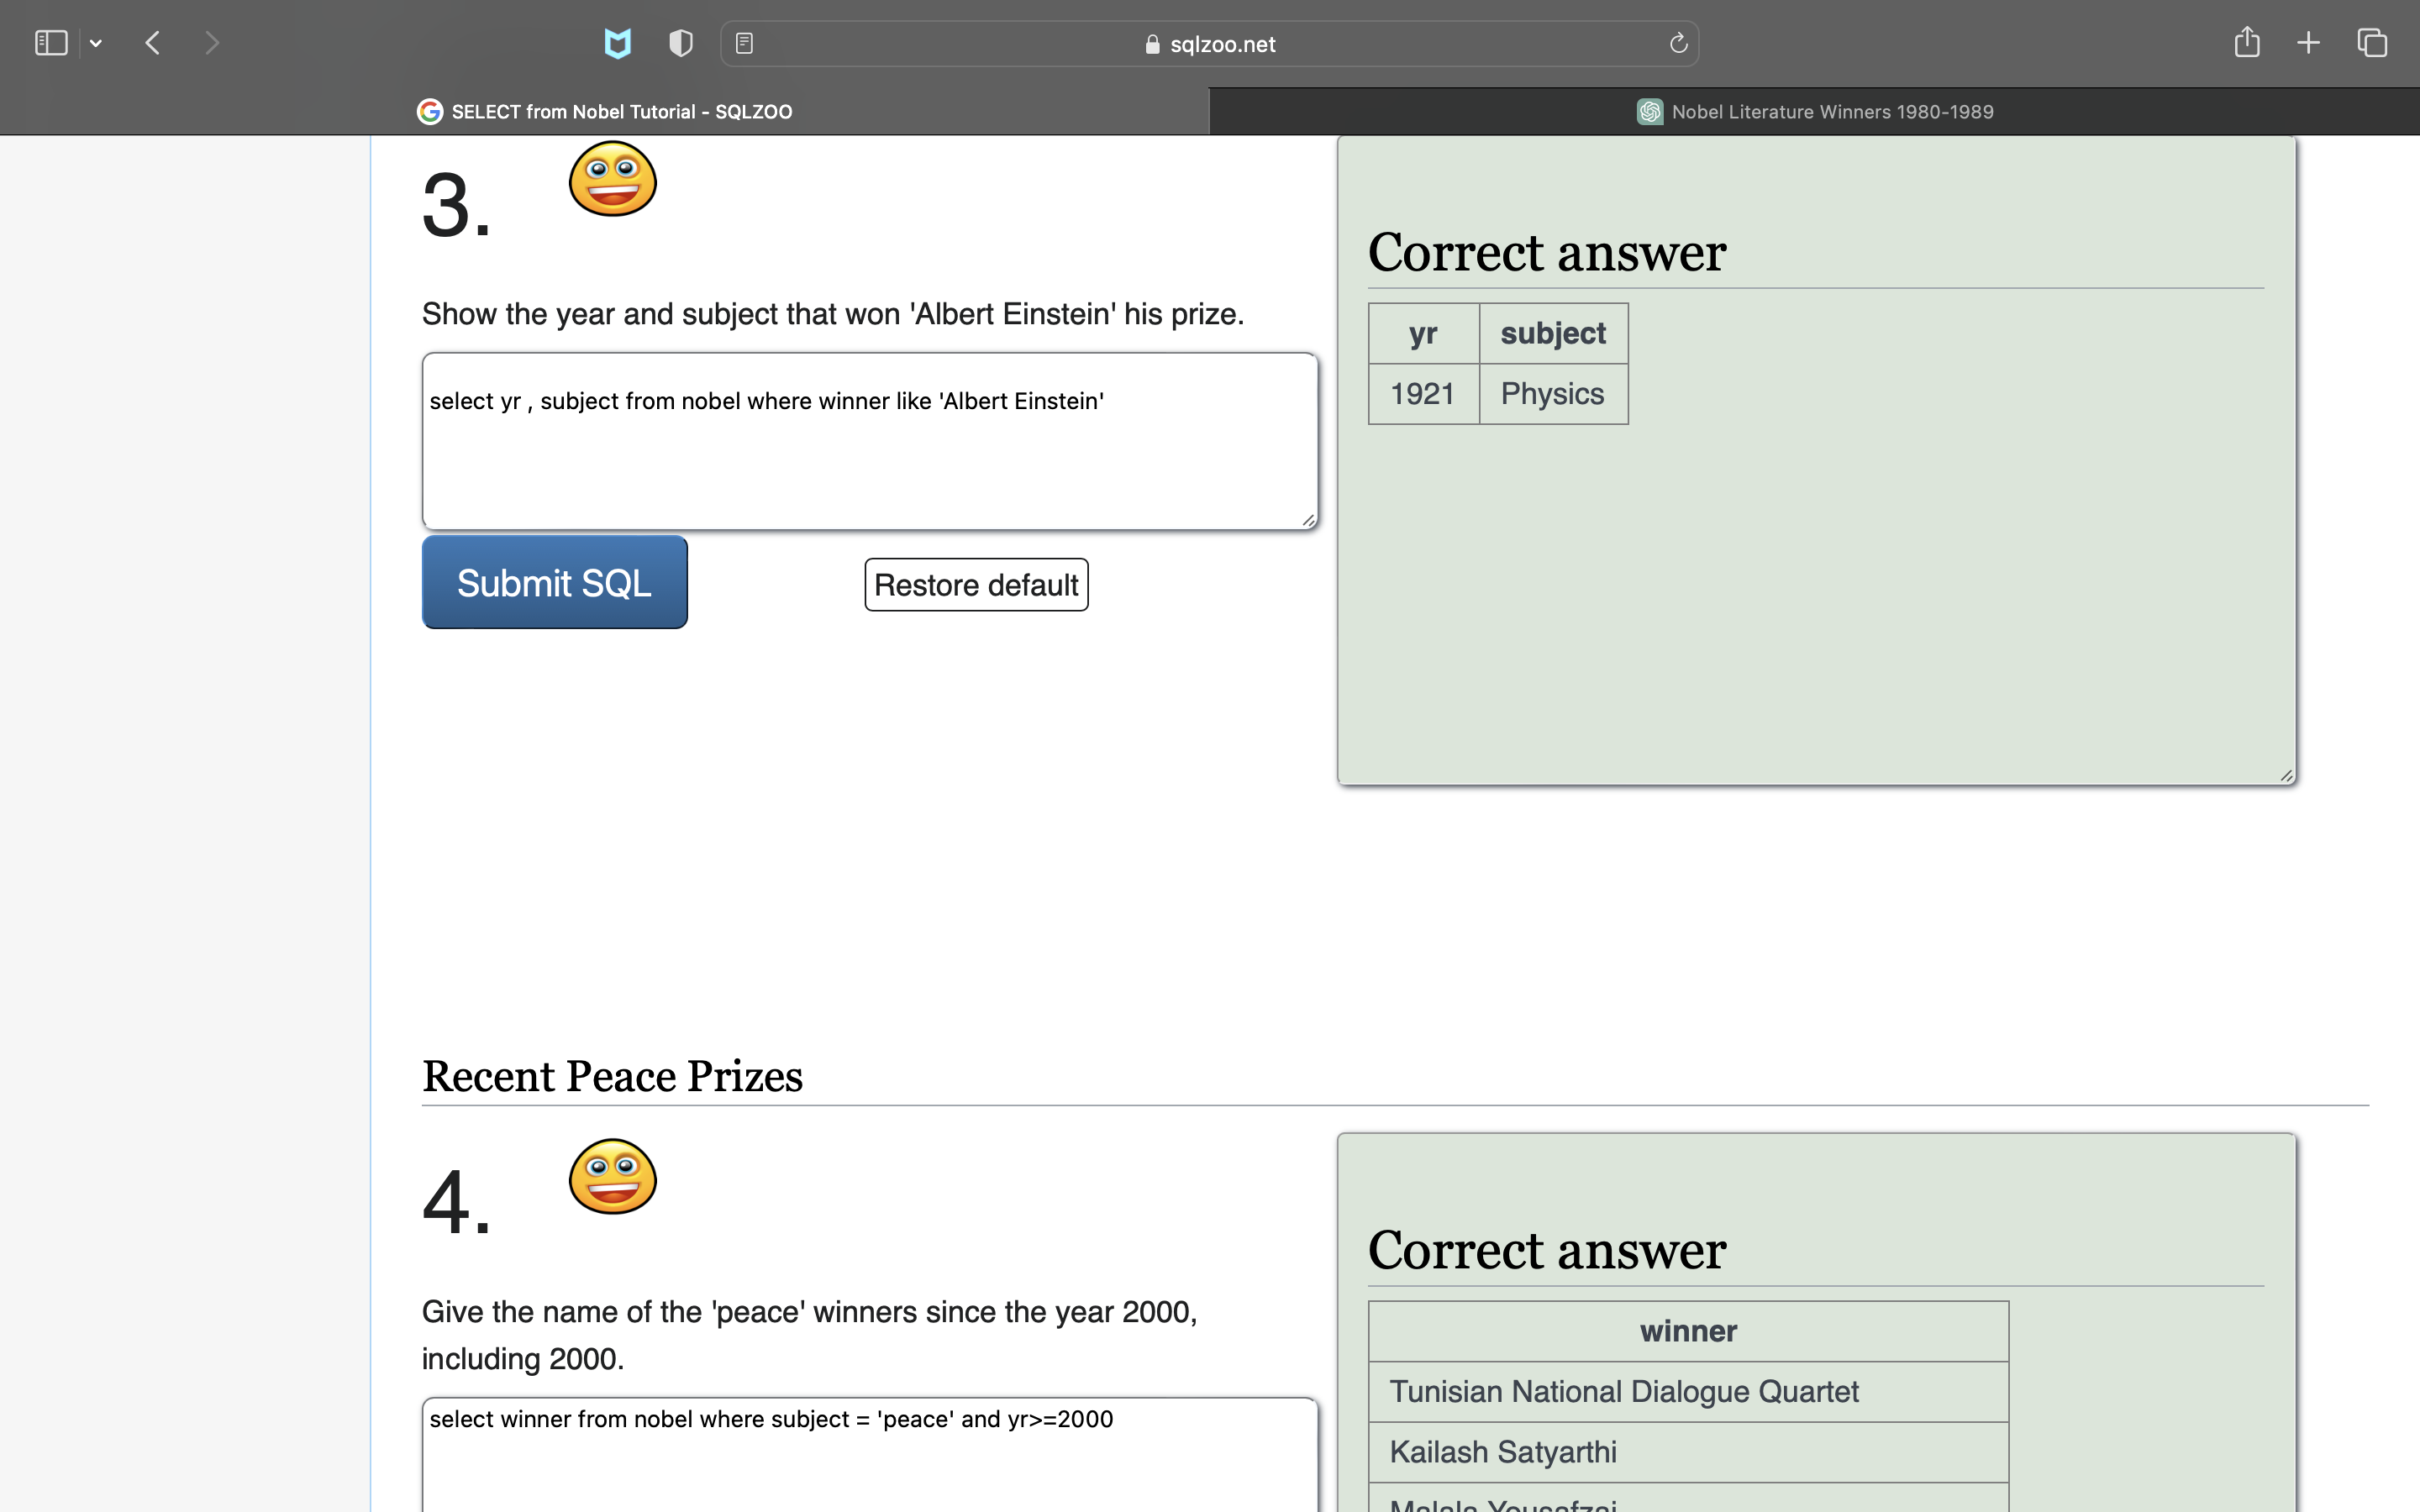 sqlzoo.net
SELECT from Nobel Tutorial - SQLZOO
Nobel Literature Winners 1980-1989
3.
Show the year and subject that won 'Albert Einstein' his prize.
select yr , subject from nobel where winner like 'Albert Einstein'
Submit SQL
Restore default
Correct answer
yr subject
1921 Physics
Recent Peace Prizes
4.
Give the name of the 'peace' winners since the year 2000,
including 2000.
select winner from nobel where subject = 'peace' and yr>=2000
Correct answer
winner
Tunisian National Dialogue Quartet
Kailash Satyarthi
Malala Yousafzai